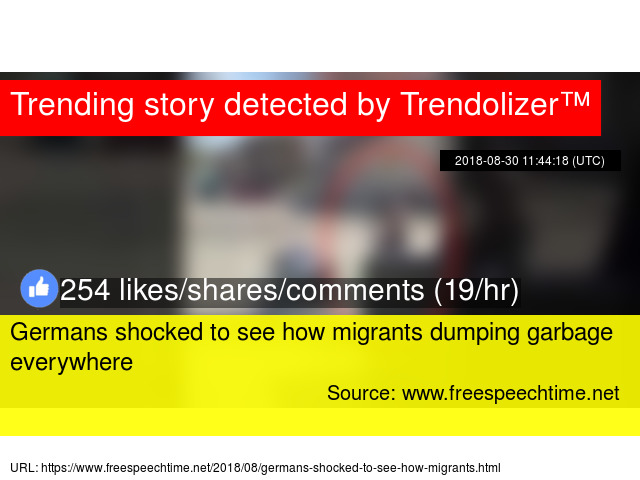 Trending story detected by Trendolizer™
2018-08-30 11:44:18 (UTC)
254 likes/shares/comments (19/hr)
Germans shocked to see how migrants dumping garbage
everywhere
Source: www.freespeechtime.net
URL: https://www.freespeechtime.net/2018/08/germans-shocked-to-see-how-migrants.html